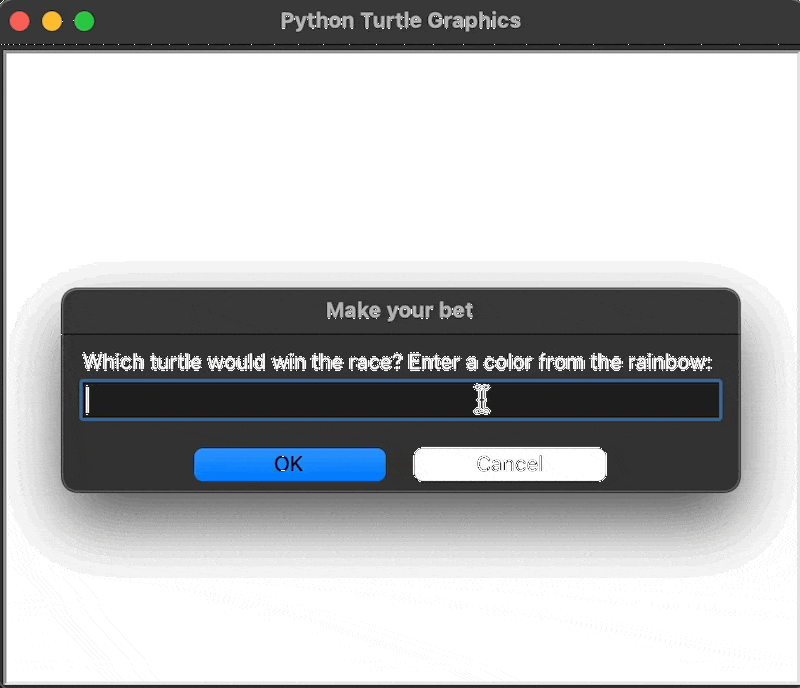 Python Turtle Graphics
Make your bet
Which turtle would win the race? Enter a color from the rainbow:
OK
Cancel